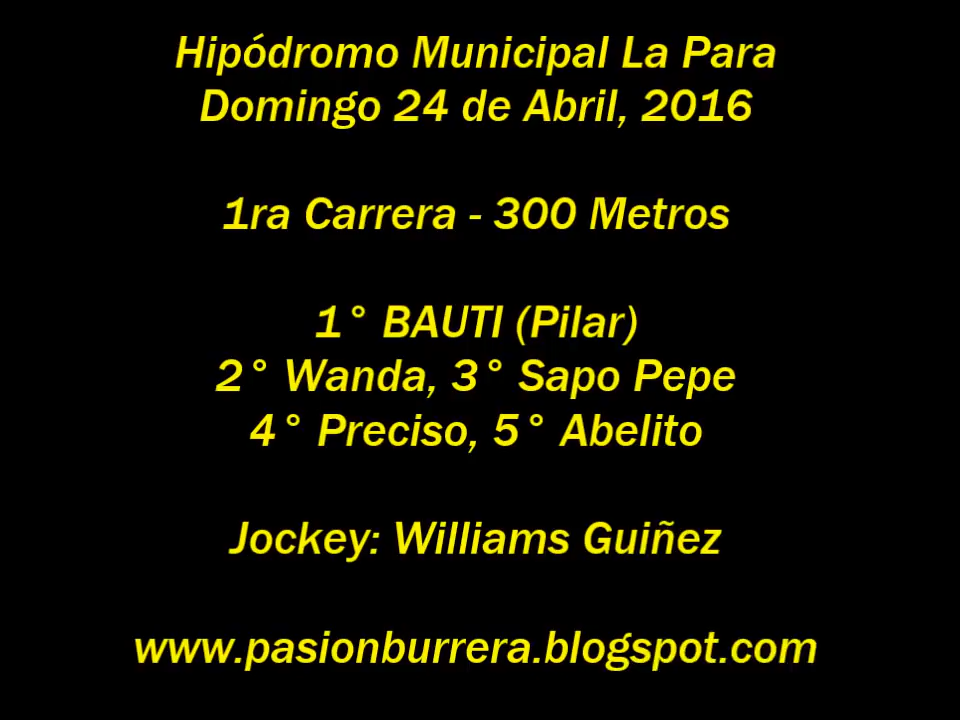 Hipódromo Municipal La Para
Domingo 24 de Abril, 2016
1ra Carrera - 300 Metros
1° BAUTI (Pilar)
2° Wanda, 3° Sapo Pepe
4° Preciso, 5° Abelito
Jockey: Williams Guiñez
www.pasionburrera.blogspot.com